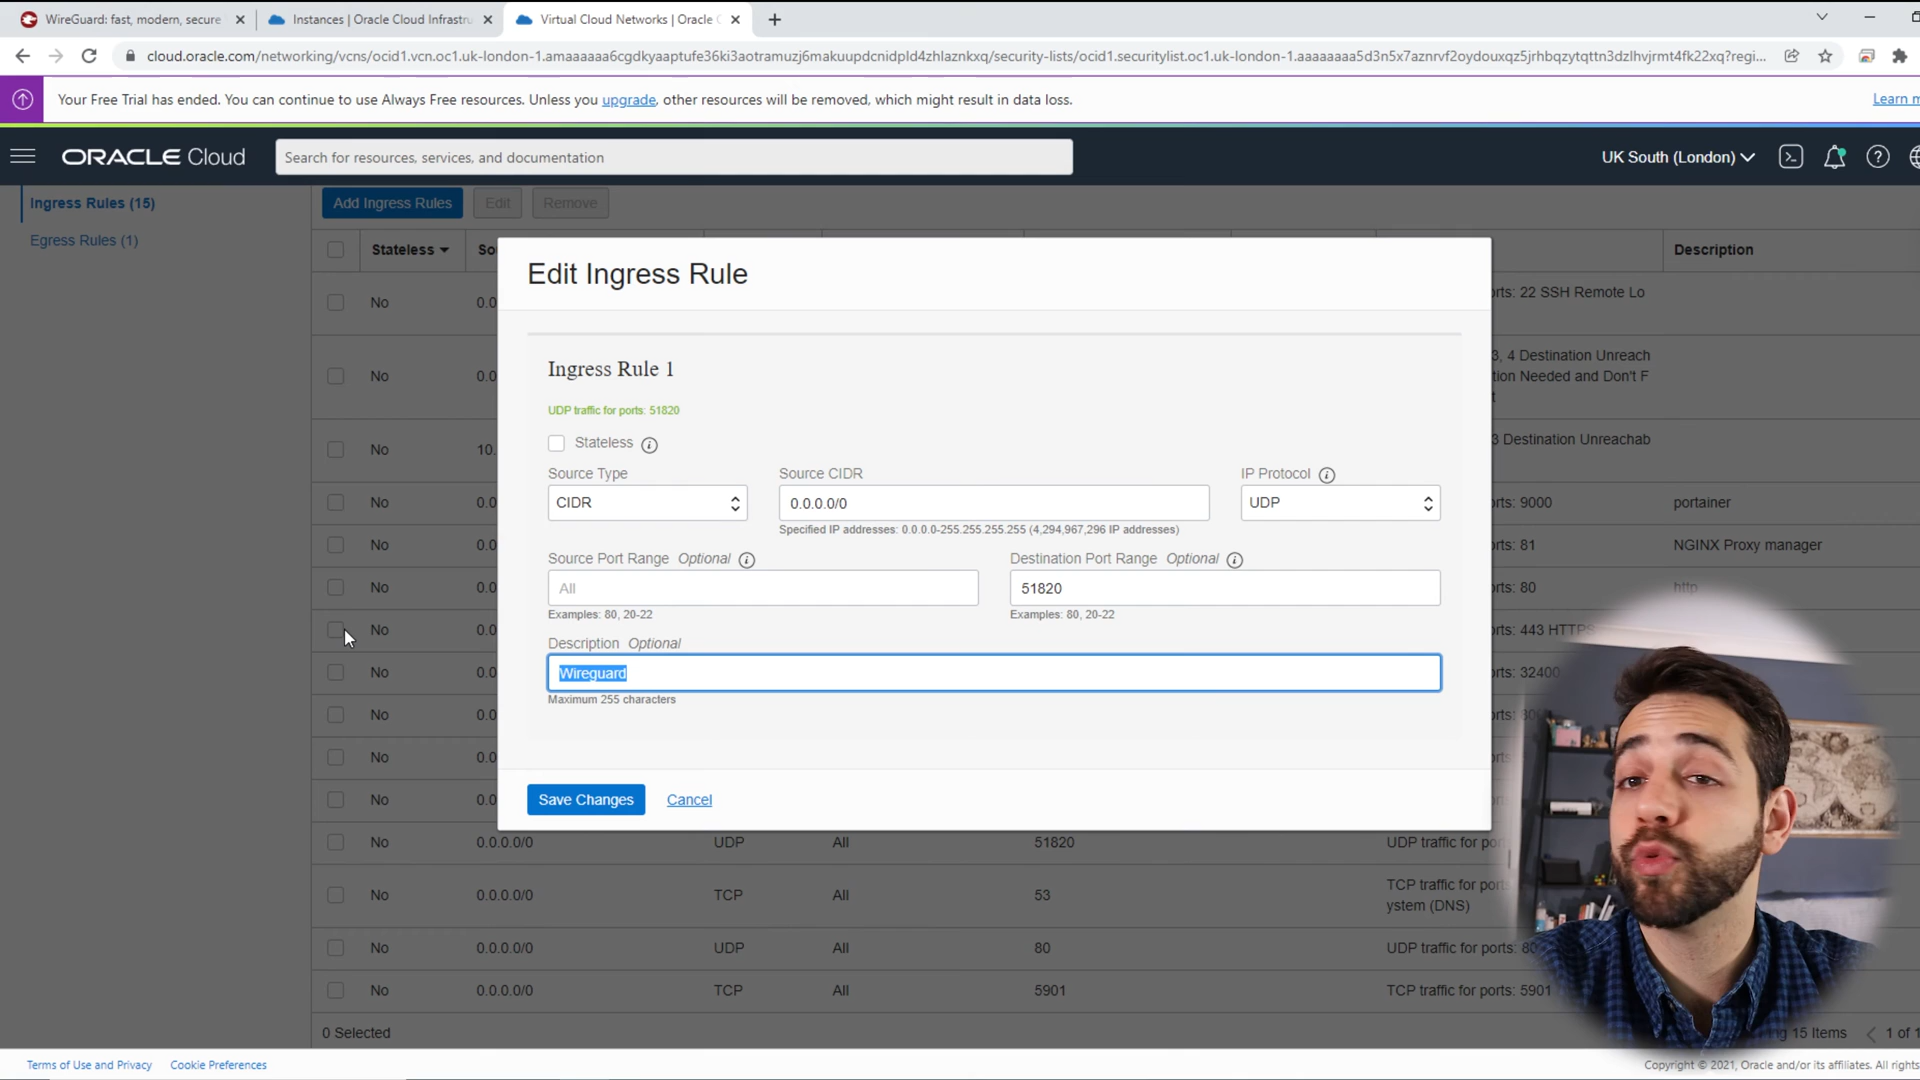 WireGuard: fast, modern, secure
Instances | Oracle Cloud Infrastru
Virtual Cloud Networks | Oracle C
cloud.oracle.com/networking/vcns/ocid1.vcn.oc1.uk-london-1.amaaaaaa6cgdkyaaptufe36ki3aotramuzj6makuupdcnidpld4zhlaznkxq/security-lists/ocid1.securitylist.oc1.uk-london-1.aaaaaaaa5d3n5x7aznrvf2oydouxqz5jrhbqzytqttn3dzlhvjrmt4fk22xq?regi...
Your Free Trial has ended. You can continue to use Always Free resources. Unless you upgrade, other resources will be removed, which might result in data loss.
Learn m
ORACLE Cloud
Search for resources, services, and documentation
UK South (London)
Ingress Rules (15)
Egress Rules (1)
Add Ingress Rules Edit Remove
Stateless So Description
No 0.0 rts: 22 SSH Remote Lo
No 0.0 3, 4 Destination Unreach
tion Needed and Don't F
t
No 10. 3 Destination Unreachab
No 0.0 rts: 9000 portainer
No 0.0 rts: 81 NGINX Proxy manager
No 0.0 rts: 80 http
No 0.0 rts: 443 HTTPS
No 0.0 rts: 32400
No 0.0
No 0.0
No 0.0
Edit Ingress Rule
Ingress Rule 1
UDP traffic for ports: 51820
Stateless
Source Type Source CIDR IP Protocol
CIDR 0.0.0.0/0 UDP
Specified IP addresses: 0.0.0.0-255.255.255.255 (4,294,967,296 IP addresses)
Source Port Range Optional Destination Port Range Optional
All 51820
Examples: 80, 20-22 Examples: 80, 20-22
Description Optional
Wireguard
Maximum 255 characters
Save Changes Cancel
No 0.0.0.0/0 UDP All 51820 UDP traffic for por
No 0.0.0.0/0 TCP All 53 TCP traffic for port
ystem (DNS)
No 0.0.0.0/0 UDP All 80 UDP traffic for ports: 80
No 0.0.0.0/0 TCP All 5901 TCP traffic for ports: 5901
0 Selected
15 Items 1 of 1
Terms of Use and Privacy Cookie Preferences
Copyright © 2021, Oracle and/or its affiliates. All rights